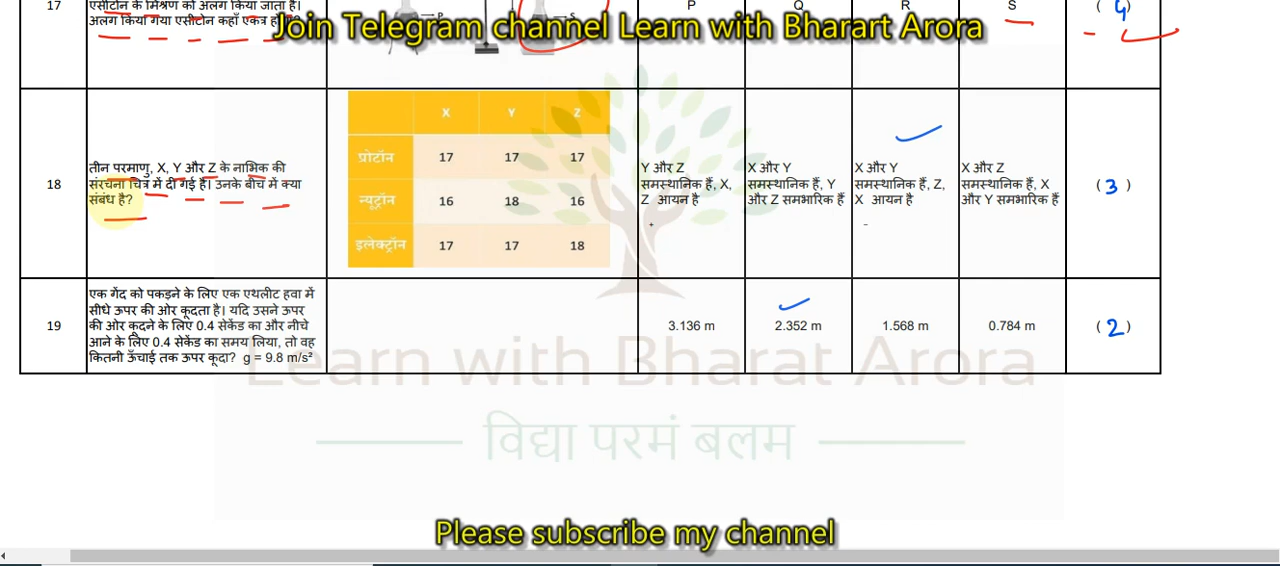 17
एसीटोन के मिश्रण को अलग किया जाता है।
अलग किया गया एसीटोन कहाँ एकत्र
P
S
P
Q
R
S
( 4 )
Join Telegram channel Learn with Bharart Arora
18
तीन परमाणु, X, Y और Z के नाभिक की
संरचना चित्र में दी गई है। उनके बीच में क्या
संबंध है?
X Y Z
प्रोटॉन 17 17 17
न्यूट्रॉन 16 18 16
इलेक्ट्रॉन 17 17 18
Y और Z
समस्थानिक हैं, X,
Z आयन है
X और Y
समस्थानिक हैं, Y
और Z समभारिक हैं
X और Y
समस्थानिक हैं, Z,
X आयन है
X और Z
समस्थानिक हैं, X
और Y समभारिक हैं
( 3 )
19
एक गेंद को पकड़ने के लिए एक एथलीट हवा में
सीधे ऊपर की ओर कूदता है। यदि उसने ऊपर
की ओर कूदने के लिए 0.4 सेकेंड का और नीचे
आने के लिए 0.4 सेकेंड का समय लिया, तो वह
कितनी ऊँचाई तक ऊपर कूदा? g = 9.8 m/s²
3.136 m
2.352 m
1.568 m
0.784 m
( 2 )
Learn with Bharat Arora
विद्या परमं बलम
Please subscribe my channel